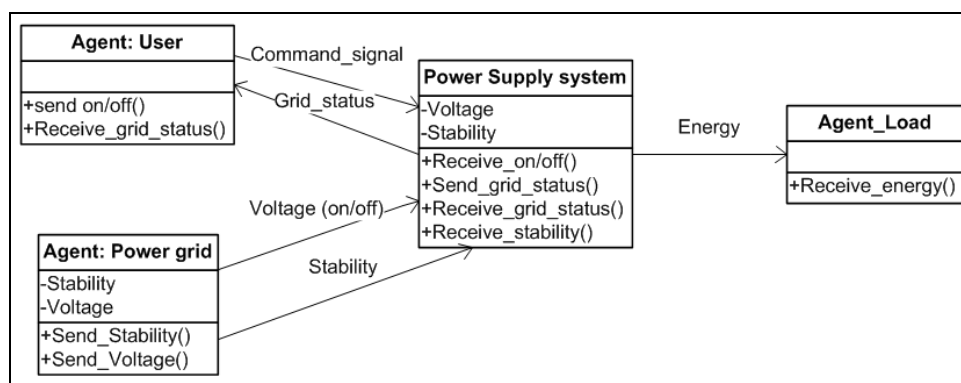 Agent: User
+send on/off()
+Receive_grid_status()
Command_signal
Grid_status
Power Supply system
-Voltage
-Stability
+Receive_on/off()
+Send_grid_status()
+Receive_grid_status()
+Receive_stability()
Energy
Agent_Load
+Receive_energy()
Voltage (on/off)
Agent: Power grid
-Stability
-Voltage
+Send_Stability()
+Send_Voltage()
Stability